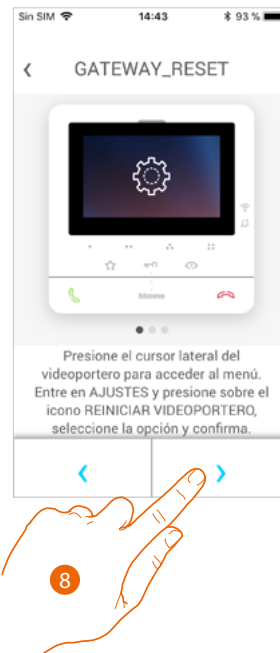 Sin SIM 14:43 93 %
GATEWAY_RESET
bticino
Presione el cursor lateral del
videoportero para acceder al menú.
Entre en AJUSTES y presione sobre el
icono REINICIAR VIDEOPORTERO,
seleccione la opción y confirma.
8